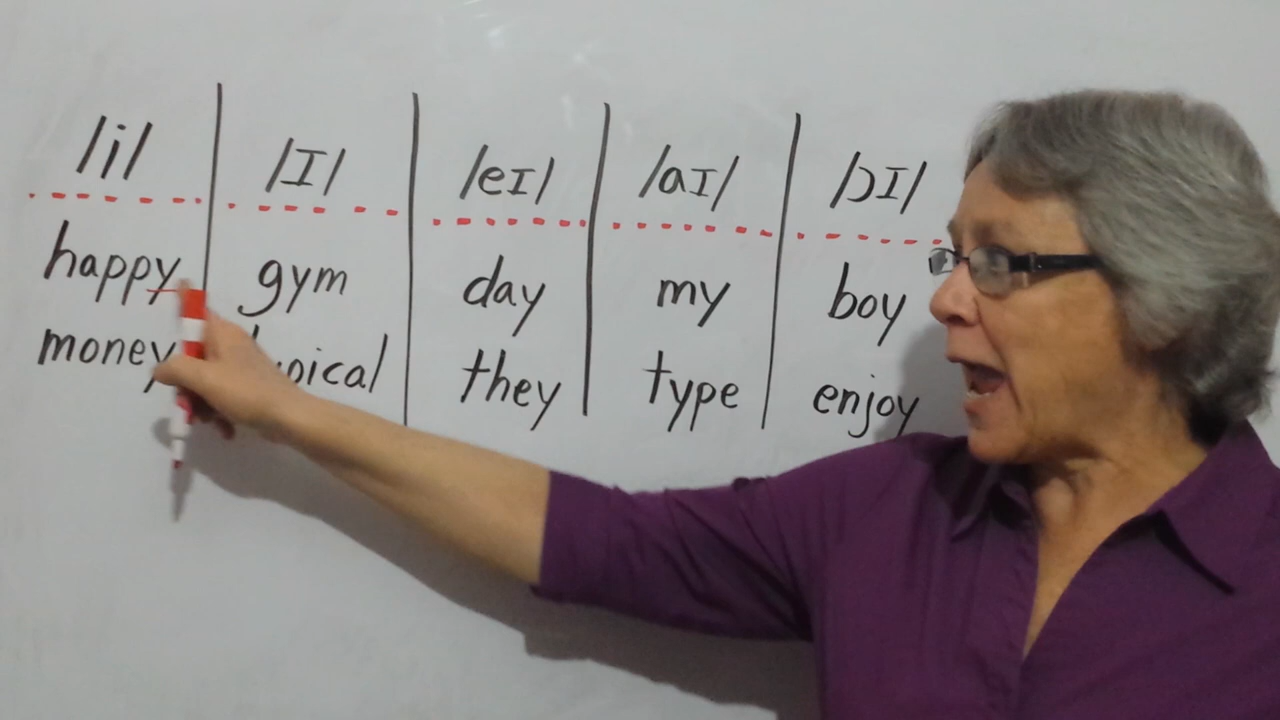 /i/ /ɪ/ /eɪ/ /aɪ/ /ɔɪ/
happy gym day my boy
money they type enjoy